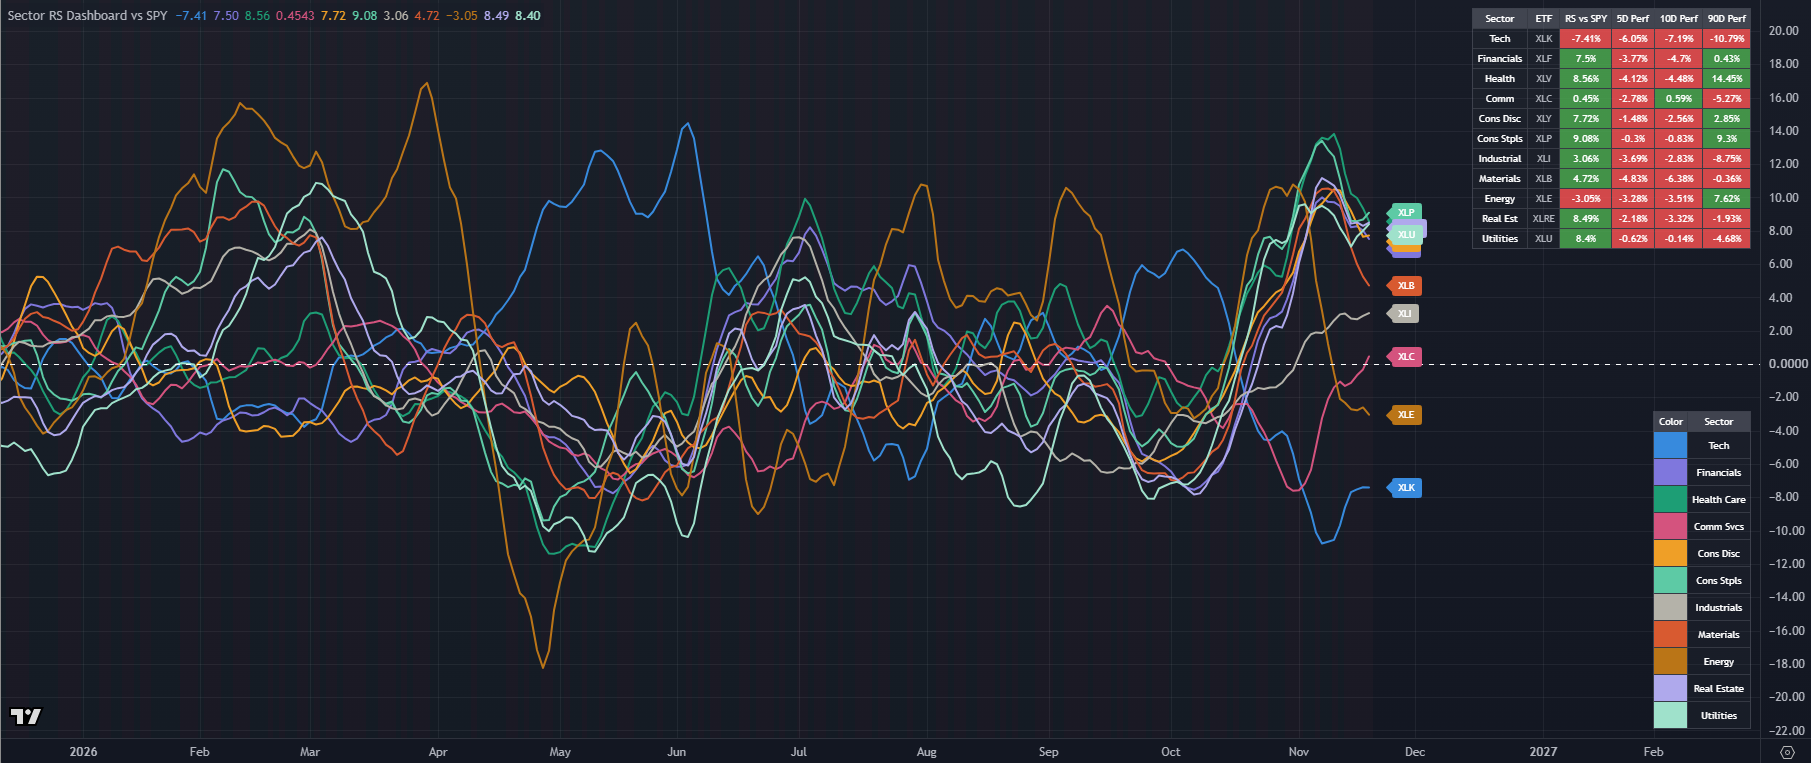 Sector RS Dashboard vs SPY −7.41 7.50 8.56 0.4543 7.72 9.08 3.06 4.72 −3.05 8.49 8.40
Sector ETF RS vs SPY 5D Perf 10D Perf 90D Perf
Tech XLK -7.41% -6.05% -7.19% -10.79%
Financials XLF 7.5% -3.77% -4.7% 0.43%
Health XLV 8.56% -4.12% -4.48% 14.45%
Comm XLC 0.45% -2.78% 0.59% -5.27%
Cons Disc XLY 7.72% -1.48% -2.56% 2.85%
Cons Stpls XLP 9.08% -0.3% -0.83% 9.3%
Industrial XLI 3.06% -3.69% -2.83% -8.75%
Materials XLB 4.72% -4.83% -6.38% -0.36%
Energy XLE -3.05% -3.28% -3.51% 7.62%
Real Est XLRE 8.49% -2.18% -3.32% -1.93%
Utilities XLU 8.4% -0.62% -0.14% -4.68%
20.00
18.00
16.00
14.00
12.00
10.00
8.00
6.00
4.00
2.00
0.0000
−2.00
−4.00
−6.00
−8.00
−10.00
−12.00
−14.00
−16.00
−18.00
−20.00
−22.00
XLP
XLU
XLB
XLI
XLC
XLE
XLK
Color Sector
Tech
Financials
Health Care
Comm Svcs
Cons Disc
Cons Stpls
Industrials
Materials
Energy
Real Estate
Utilities
2026 Feb Mar Apr May Jun Jul Aug Sep Oct Nov Dec 2027 Feb